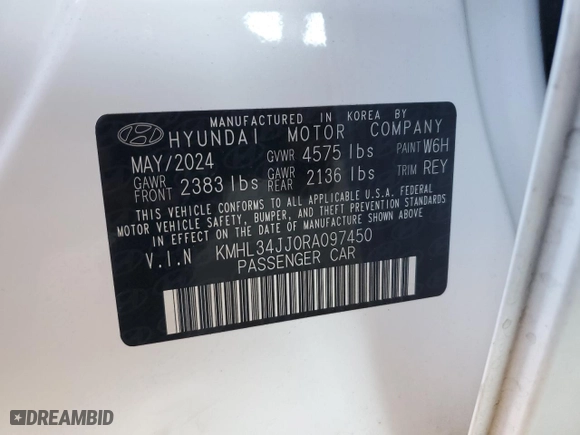 MANUFACTURED IN KOREA BY
HYUNDAI MOTOR COMPANY
MAY/2024 GVWR 4575 lbs PAINT W6H
GAWR FRONT 2383 lbs GAWR REAR 2136 lbs TRIM REY
THIS VEHICLE CONFORMS TO ALL APPLICABLE U.S.A. FEDERAL
MOTOR VEHICLE SAFETY, BUMPER, AND THEFT PREVENTION
STANDARDS IN EFFECT ON THE DATE OF MANUFACTURE SHOWN ABOVE.
V.I.N KMHL34JJ0RA097450
PASSENGER CAR
DREAMBID